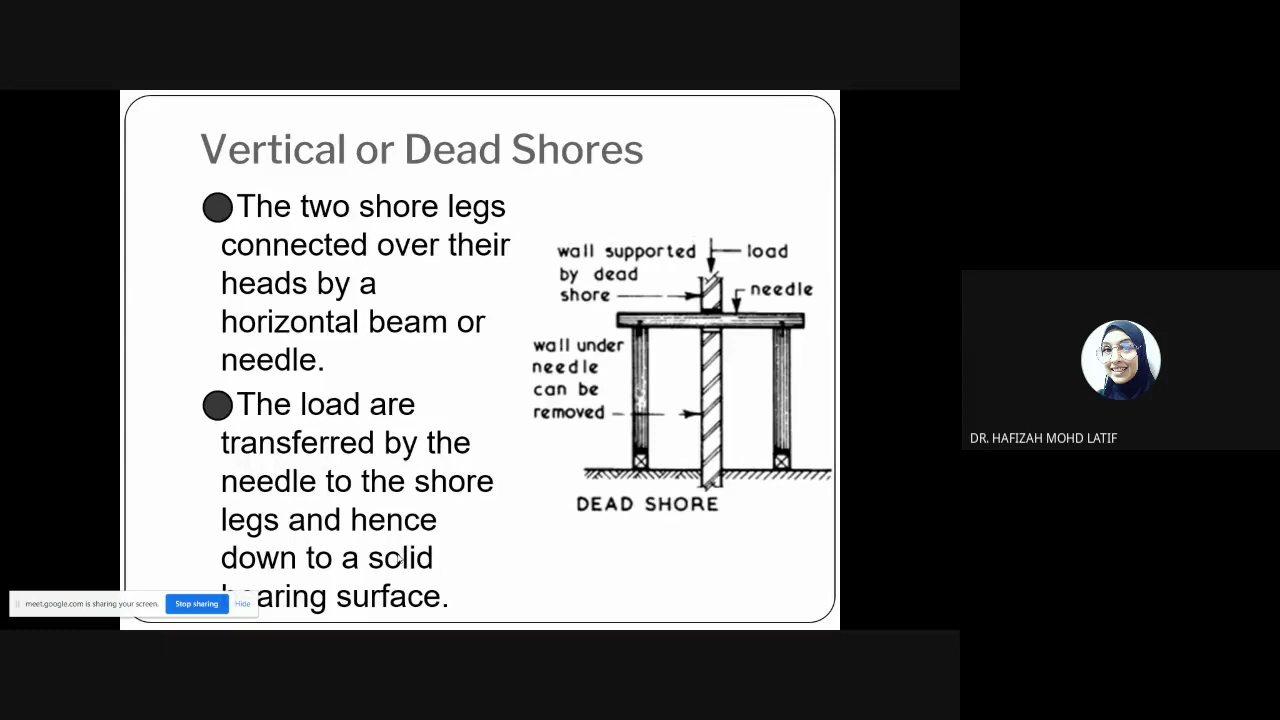 Vertical or Dead Shores
The two shore legs
connected over their
heads by a
horizontal beam or
needle.
The load are
transferred by the
needle to the shore
legs and hence
down to a solid
surface.
wall supported
by dead
shore
load
needle
wall under
needle
can be
removed
DEAD SHORE
meet.google.com is sharing your screen.
Stop sharing
Hide
DR. HAFIZAH MOHD LATIF